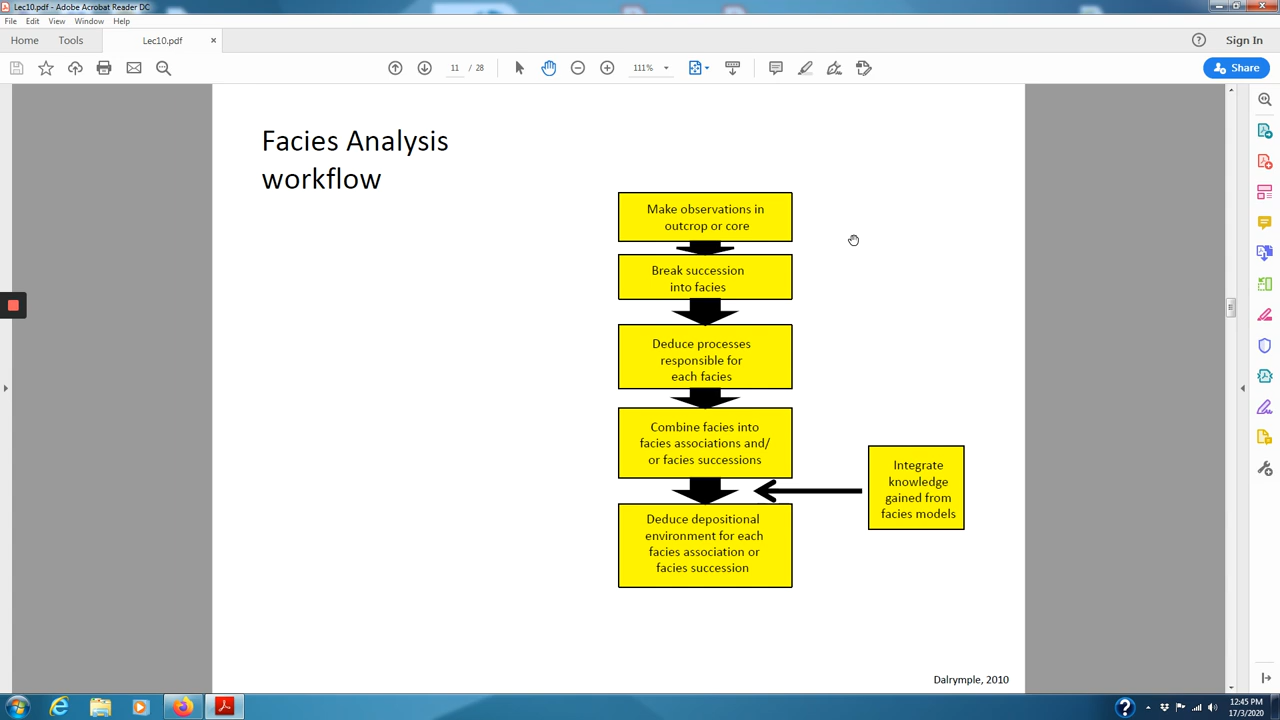 Lec10.pdf - Adobe Acrobat Reader DC
File Edit View Window Help
Home Tools Lec10.pdf × Sign In
11 / 28 111% Share
Facies Analysis
workflow
Make observations in
outcrop or core
Break succession
into facies
Deduce processes
responsible for
each facies
Combine facies into
facies associations and/
or facies successions
Integrate
knowledge
gained from
facies models
Deduce depositional
environment for each
facies association or
facies succession
Dalrymple, 2010
12:45 PM
17/3/2020